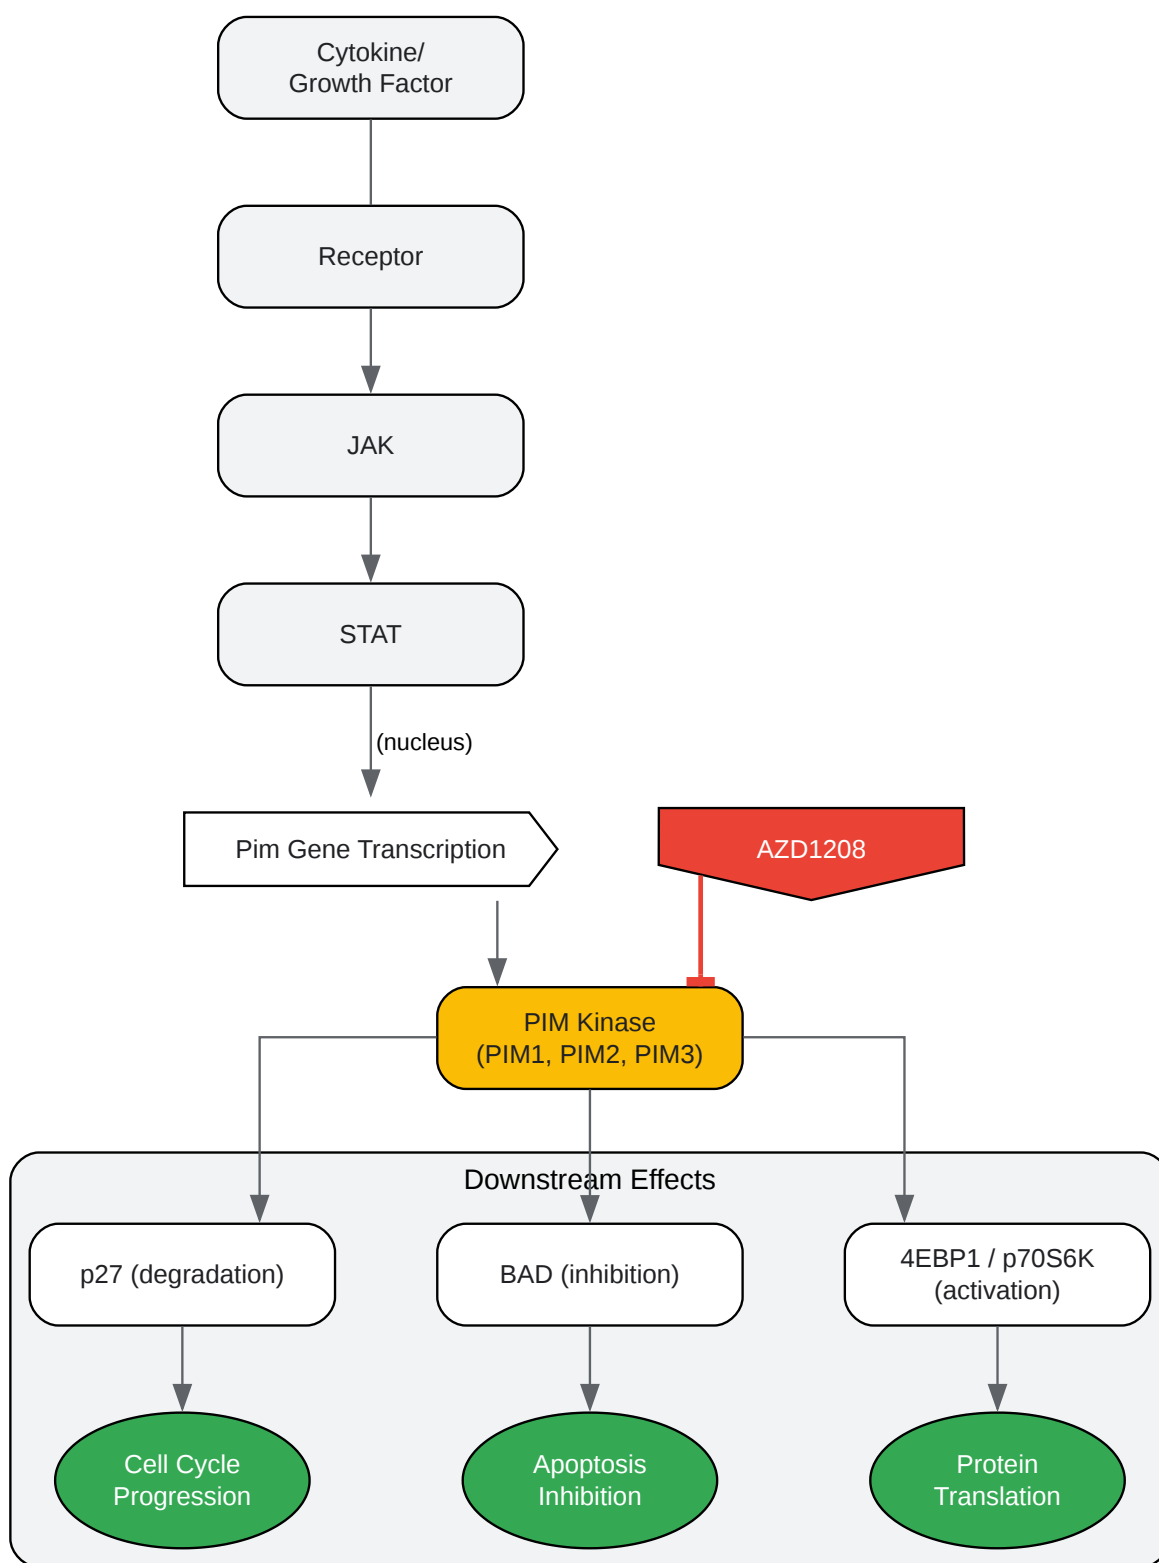 Cytokine/
Growth Factor
Receptor
JAK
STAT
(nucleus)
Pim Gene Transcription
AZD1208
PIM Kinase
(PIM1, PIM2, PIM3)
Downstream Effects
p27 (degradation)
BAD (inhibition)
4EBP1 / p70S6K
(activation)
Cell Cycle
Progression
Apoptosis
Inhibition
Protein
Translation